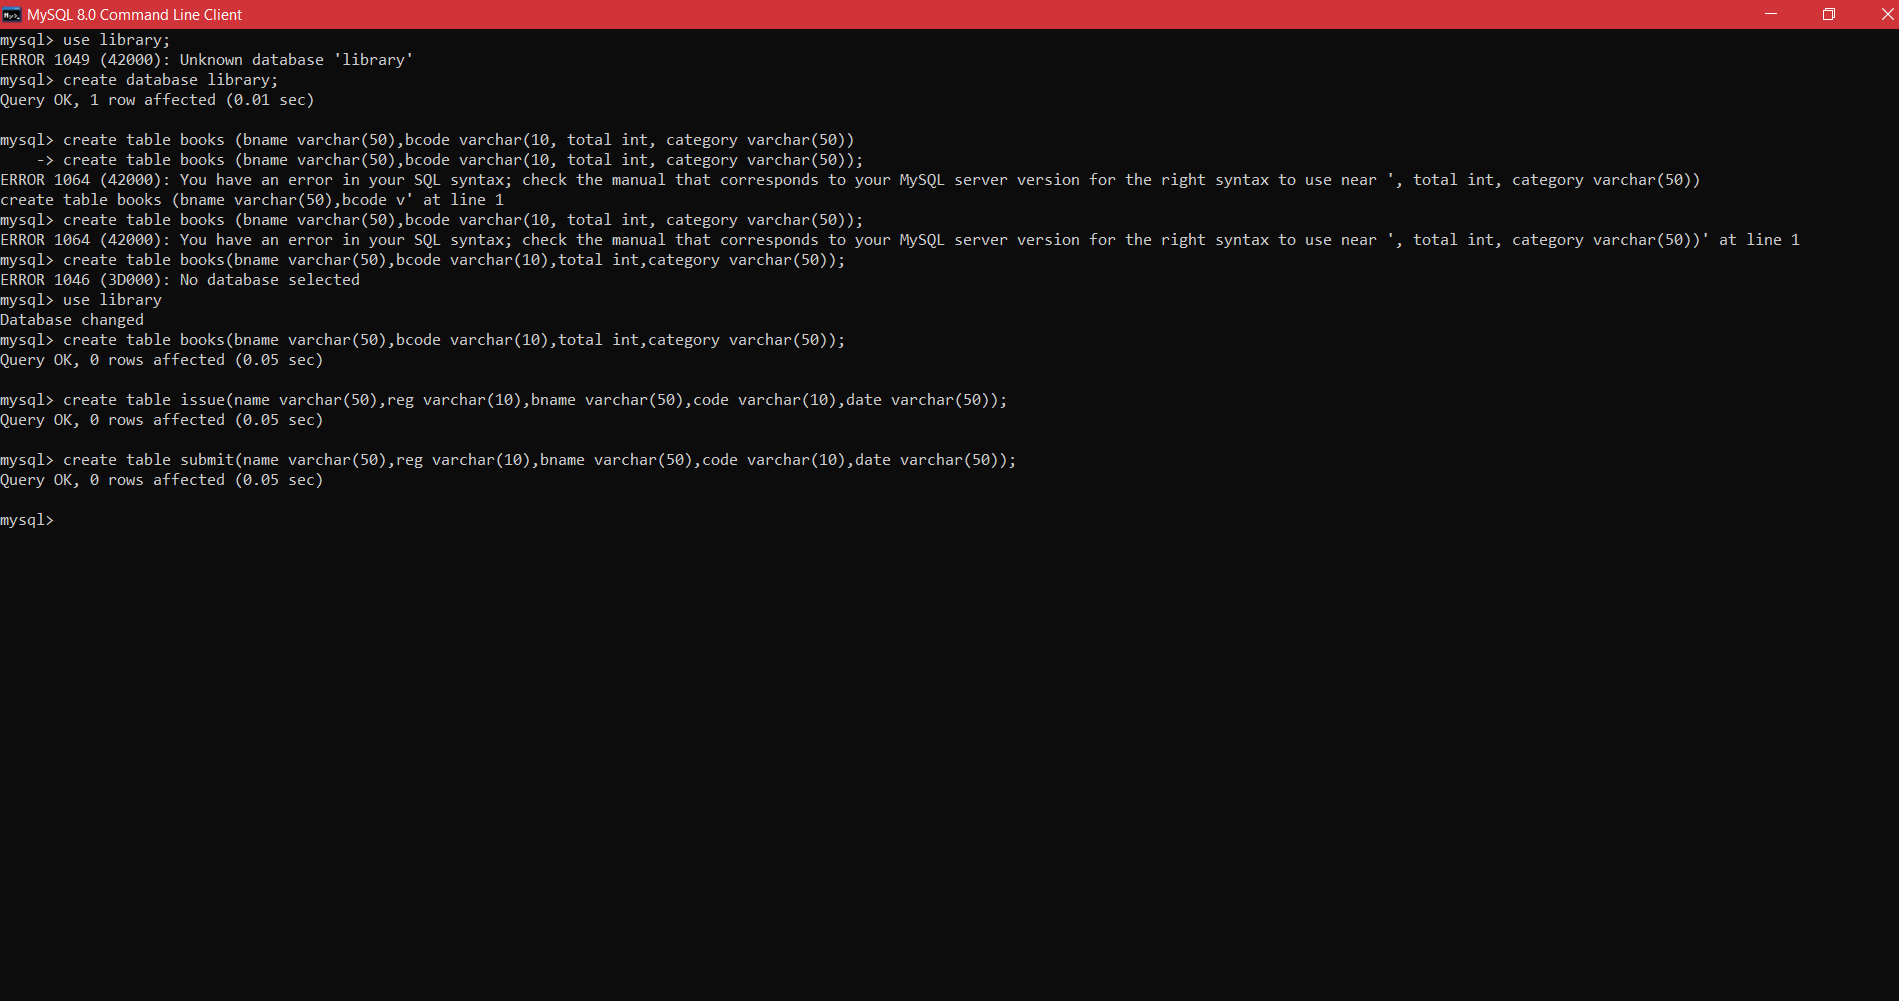 MySQL 8.0 Command Line Client
mysql> use library;
ERROR 1049 (42000): Unknown database 'library'
mysql> create database library;
Query OK, 1 row affected (0.01 sec)
mysql> create table books (bname varchar(50),bcode varchar(10, total int, category varchar(50))
    -> create table books (bname varchar(50),bcode varchar(10, total int, category varchar(50));
ERROR 1064 (42000): You have an error in your SQL syntax; check the manual that corresponds to your MySQL server version for the right syntax to use near ', total int, category varchar(50))
create table books (bname varchar(50),bcode v' at line 1
mysql> create table books (bname varchar(50),bcode varchar(10, total int, category varchar(50));
ERROR 1064 (42000): You have an error in your SQL syntax; check the manual that corresponds to your MySQL server version for the right syntax to use near ', total int, category varchar(50))' at line 1
mysql> create table books(bname varchar(50),bcode varchar(10),total int,category varchar(50));
ERROR 1046 (3D000): No database selected
mysql> use library
Database changed
mysql> create table books(bname varchar(50),bcode varchar(10),total int,category varchar(50));
Query OK, 0 rows affected (0.05 sec)
mysql> create table issue(name varchar(50),reg varchar(10),bname varchar(50),code varchar(10),date varchar(50));
Query OK, 0 rows affected (0.05 sec)
mysql> create table submit(name varchar(50),reg varchar(10),bname varchar(50),code varchar(10),date varchar(50));
Query OK, 0 rows affected (0.05 sec)
mysql>